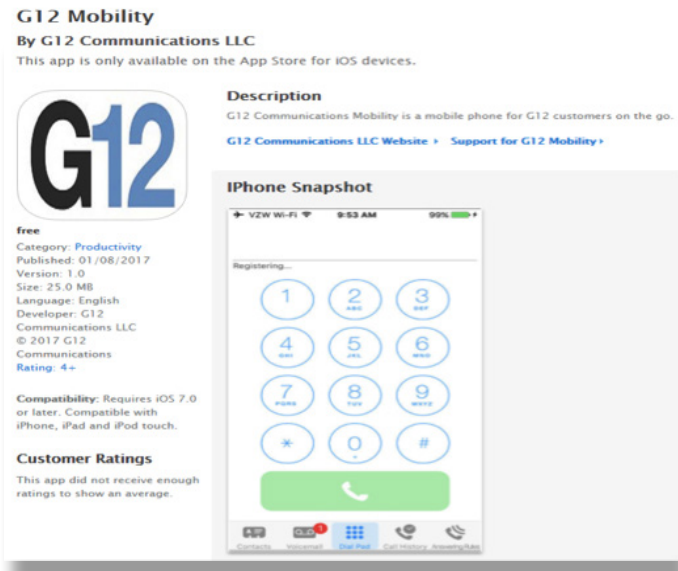 G12 Mobility
By G12 Communications LLC
This app is only available on the App Store for iOS devices.
G12
free
Category: Productivity
Published: 01/08/2017
Version: 1.0
Size: 25.0 MB
Language: English
Developer: G12
Communications LLC
© 2017 G12
Communications
Rating: 4+
Compatibility: Requires iOS 7.0
or later. Compatible with
iPhone, iPad and iPod touch.
Customer Ratings
This app did not receive enough
ratings to show an average.
Description
G12 Communications Mobility is a mobile phone for G12 customers on the go.
G12 Communications LLC Website Support for G12 Mobility
IPhone Snapshot
VZW Wi-Fi 9:53 AM 99%
Registering...
1 2 3
ABC DEF
4 5 6
GHI JKL MNO
7 8 9
PQRS TUV WXYZ
* 0 #
+
1
Contacts Voicemail Dial Pad Call History Answering Rules